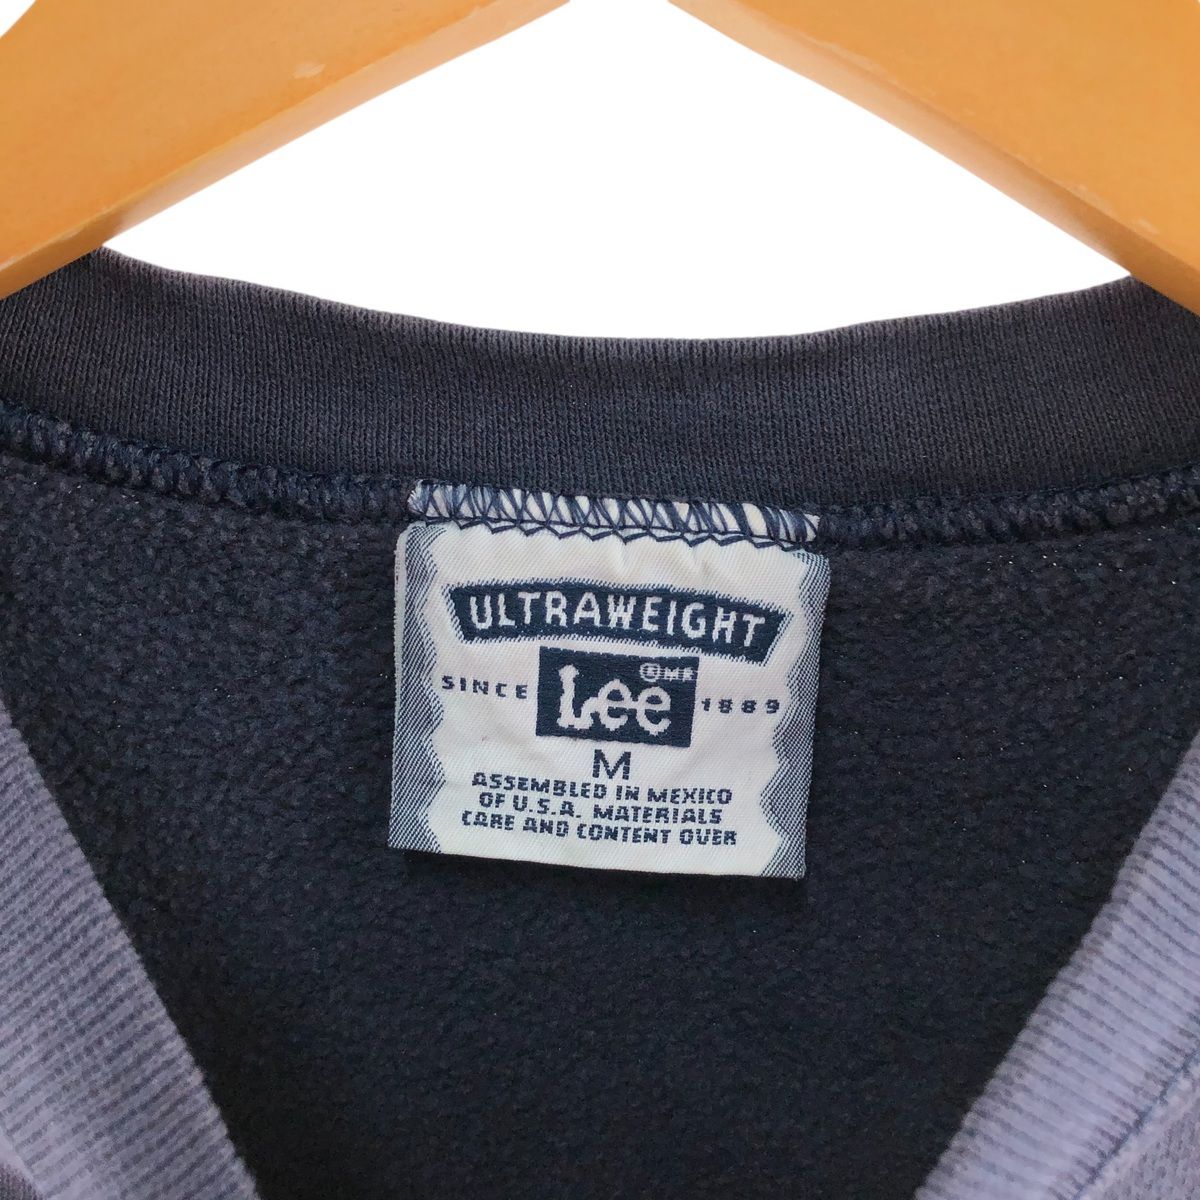 ULTRAWEIGHT
SINCE Lee ®MR 1889
M
ASSEMBLED IN MEXICO
OF U.S.A. MATERIALS
CARE AND CONTENT OVER